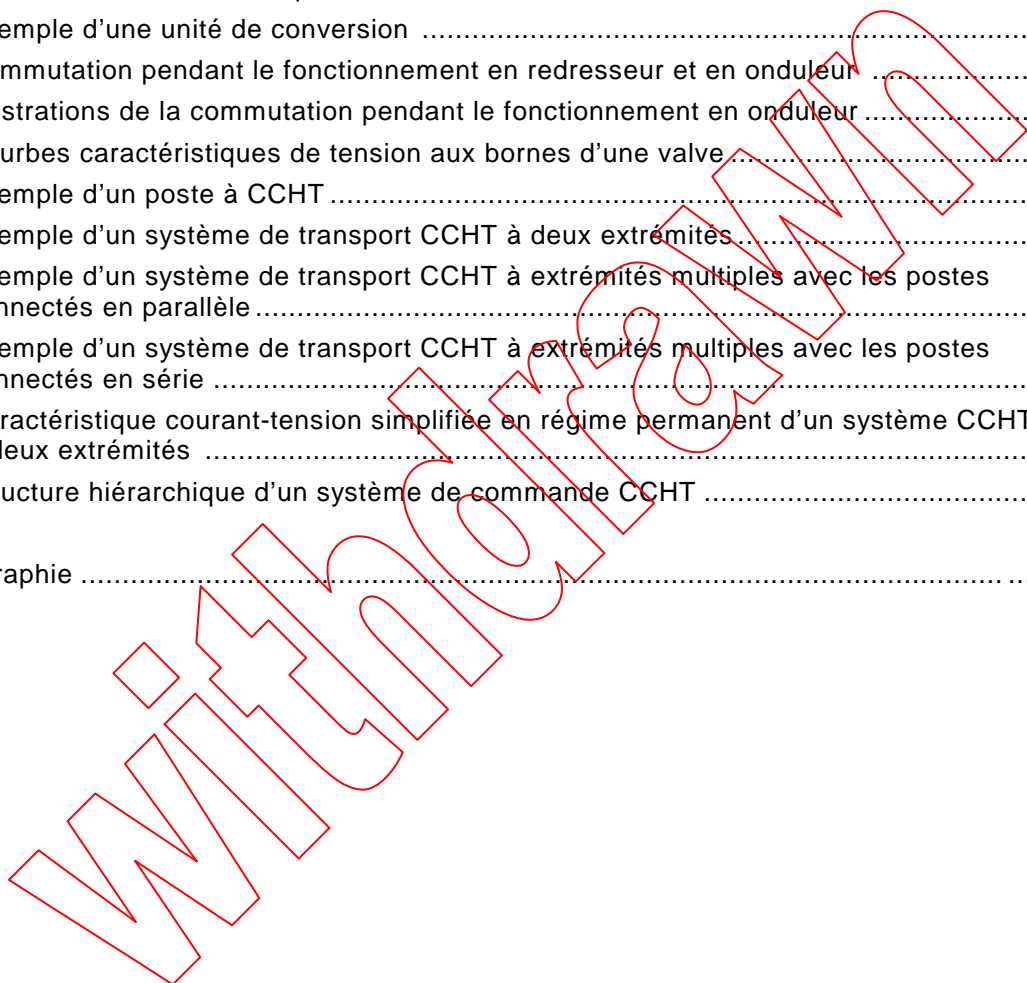 emple d’une unité de conversion ........................................................................................
mmutation pendant le fonctionnement en redresseur et en onduleur ......................
strations de la commutation pendant le fonctionnement en onduleur ........................
urbes caractéristiques de tension aux bornes d’une valve ..........................................
emple d’un poste à CCHT ....................................................................................................
emple d’un système de transport CCHT à deux extrémités..........................................
emple d’un système de transport CCHT à extrémités multiples avec les postes
nnectés en parallèle ..............................................................................................................
emple d’un système de transport CCHT à extrémités multiples avec les postes
nnectés en série ....................................................................................................................
ractéristique courant-tension simplifiée en régime permanent d’un système CCHT
deux extrémités ......................................................................................................................
ucture hiérarchique d’un système de commande CCHT ..............................................
raphie ......................................................................................................................................
withdrawn